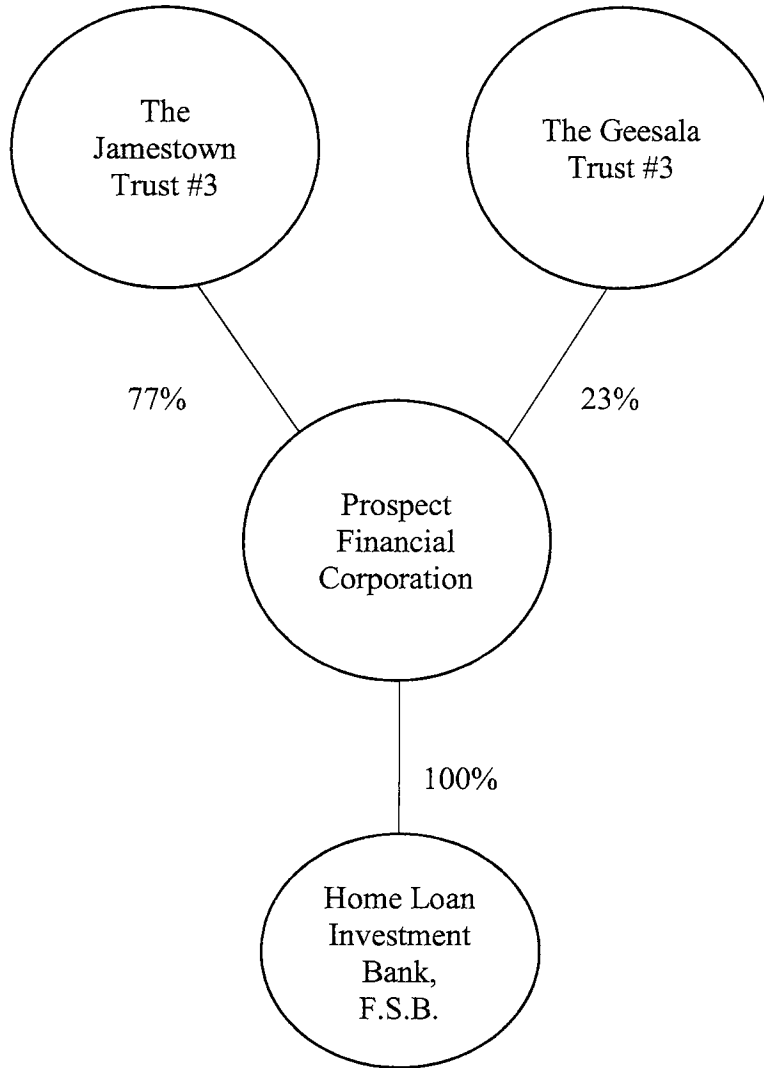 The
Jamestown
Trust #3
The Geesala
Trust #3
77%
23%
Prospect
Financial
Corporation
100%
Home Loan
Investment
Bank,
F.S.B.